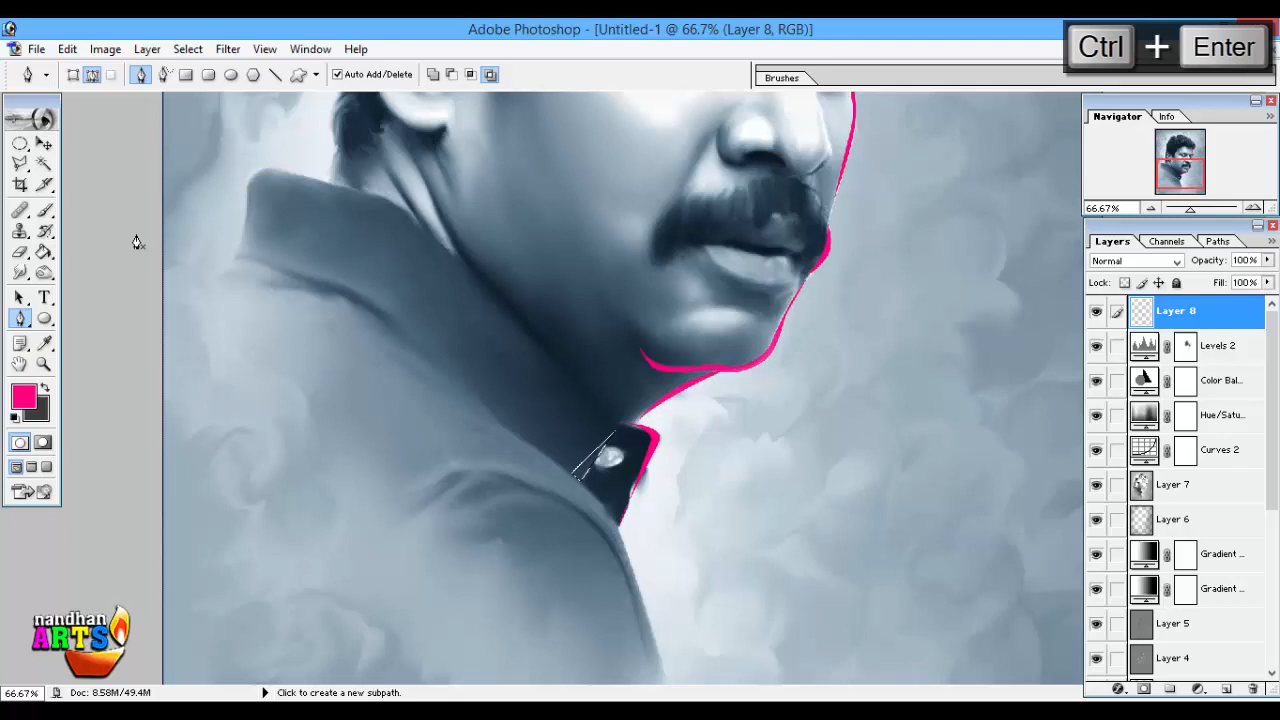 Adobe Photoshop - [Untitled-1 @ 66.7% (Layer 8, RGB)]
Ctrl + Enter
File Edit Image Layer Select Filter View Window Help
Auto Add/Delete
Brushes
Navigator Info
66.67%
Layers Channels Paths
Normal Opacity: 100%
Lock: Fill: 100%
Layer 8
Levels 2
Color Bal...
Hue/Satu...
Curves 2
Layer 7
Layer 6
Gradient ...
Gradient ...
Layer 5
Layer 4
nandhan
ARTS
66.67% Doc: 8.58M/49.4M Click to create a new subpath.